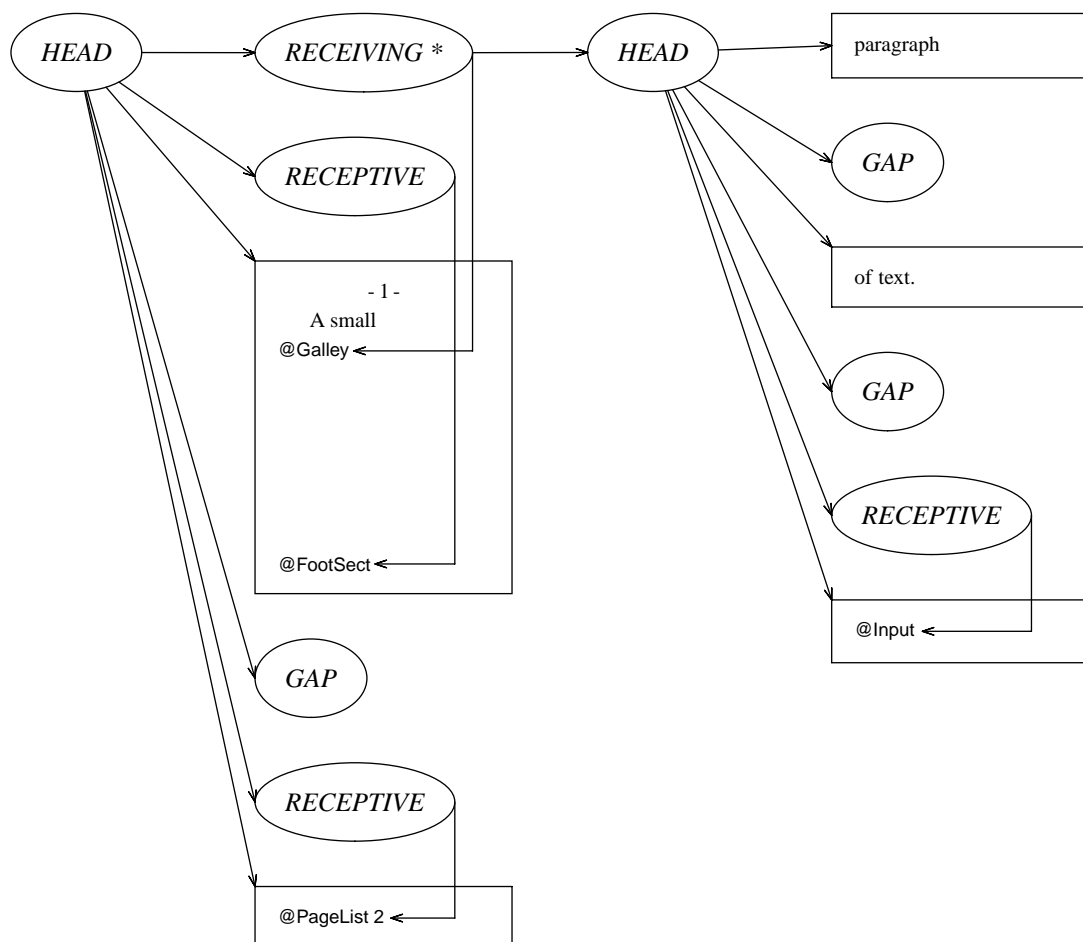 HEAD
RECEIVING *
HEAD
paragraph
GAP
RECEPTIVE
of text.
- 1 -
A small
@Galley
GAP
RECEPTIVE
@FootSect
@Input
GAP
RECEPTIVE
@PageList 2